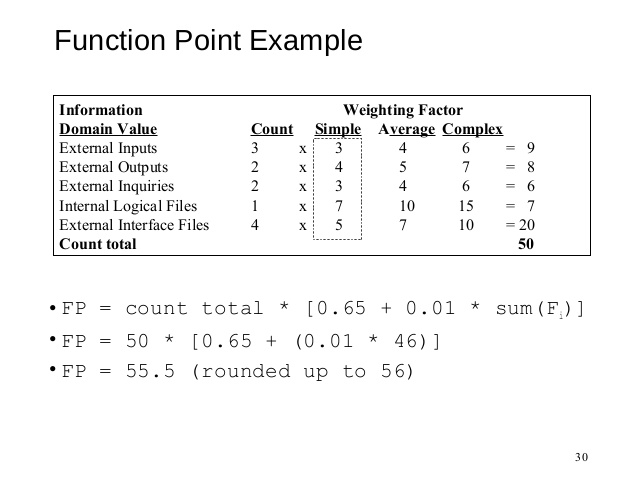 Function Point Example
Information Weighting Factor
Domain Value Count Simple Average Complex
External Inputs 3 x 3 4 6 = 9
External Outputs 2 x 4 5 7 = 8
External Inquiries 2 x 3 4 6 = 6
Internal Logical Files 1 x 7 10 15 = 7
External Interface Files 4 x 5 7 10 = 20
Count total 50
• FP = count total * [0.65 + 0.01 * sum(Fi)]
• FP = 50 * [0.65 + (0.01 * 46)]
• FP = 55.5 (rounded up to 56)
30